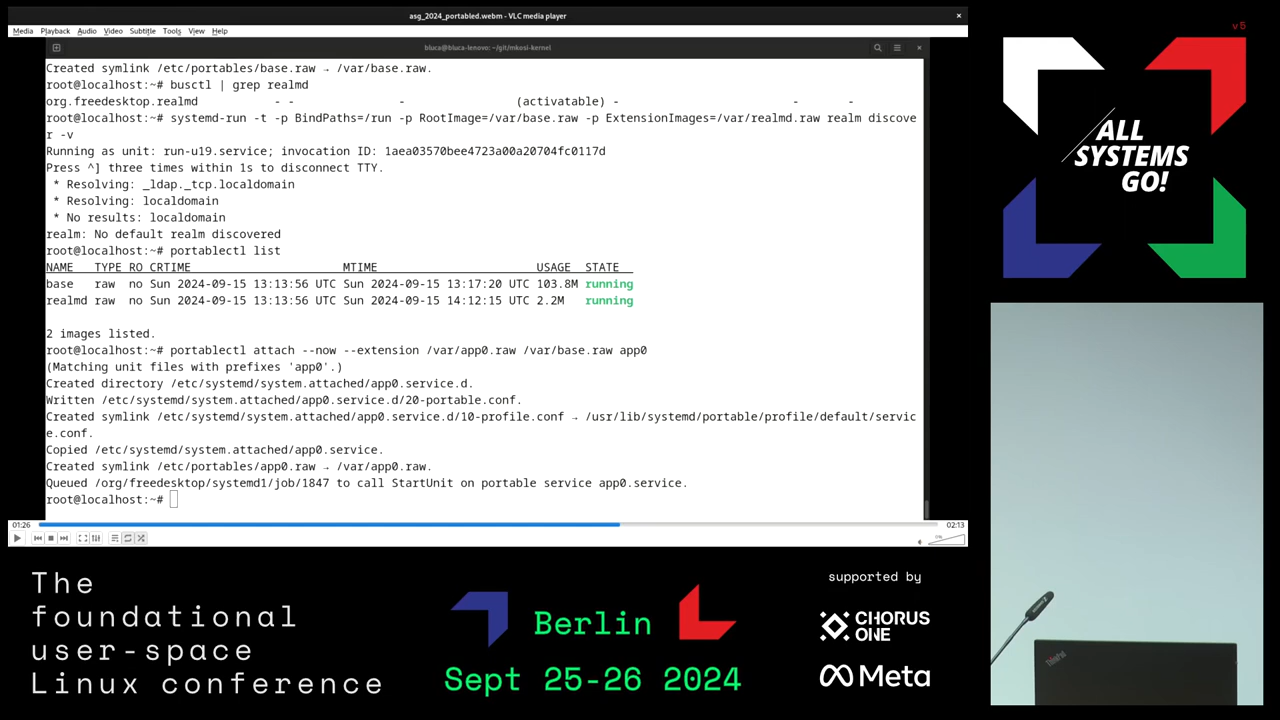 asg_2024_portabled.webm - VLC media player
Media Playback Audio Video Subtitle Tools View Help
bluca@bluca-lenovo: ~/git/mkosi-kernel
Created symlink /etc/portables/base.raw → /var/base.raw.
root@localhost:~# busctl | grep realmd
org.freedesktop.realmd - - - (activatable) - - -
root@localhost:~# systemd-run -t -p BindPaths=/run -p RootImage=/var/base.raw -p ExtensionImages=/var/realmd.raw realm discove
r -v
Running as unit: run-u19.service; invocation ID: 1aea03570bee4723a00a20704fc0117d
Press ^] three times within 1s to disconnect TTY.
* Resolving: _ldap._tcp.localdomain
* Resolving: localdomain
* No results: localdomain
realm: No default realm discovered
root@localhost:~# portablectl list
NAME TYPE RO CRTIME MTIME USAGE STATE
base raw no Sun 2024-09-15 13:13:56 UTC Sun 2024-09-15 13:17:20 UTC 103.8M running
realmd raw no Sun 2024-09-15 13:13:56 UTC Sun 2024-09-15 14:12:15 UTC 2.2M running
2 images listed.
root@localhost:~# portablectl attach --now --extension /var/app0.raw /var/base.raw app0
(Matching unit files with prefixes 'app0'.)
Created directory /etc/systemd/system.attached/app0.service.d.
Written /etc/systemd/system.attached/app0.service.d/20-portable.conf.
Created symlink /etc/systemd/system.attached/app0.service.d/10-profile.conf → /usr/lib/systemd/portable/profile/default/servic
e.conf.
Copied /etc/systemd/system.attached/app0.service.
Created symlink /etc/portables/app0.raw → /var/app0.raw.
Queued /org/freedesktop/systemd1/job/1847 to call StartUnit on portable service app0.service.
root@localhost:~#
01:26
02:13
v5
ALL
SYSTEMS
GO!
The
foundational
user-space
Linux conference
Berlin
Sept 25-26 2024
supported by
CHORUS
ONE
Meta
ThinkPad